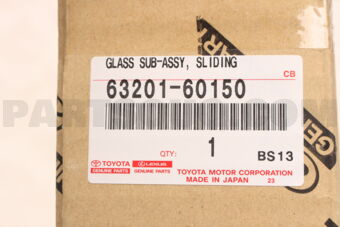 GLASS SUB-ASSY, SLIDING
CB
63201-60150
QTY: 1 BS13
TOYOTA GENUINE PARTS LEXUS GENUINE PARTS
TOYOTA MOTOR CORPORATION
MADE IN JAPAN 23